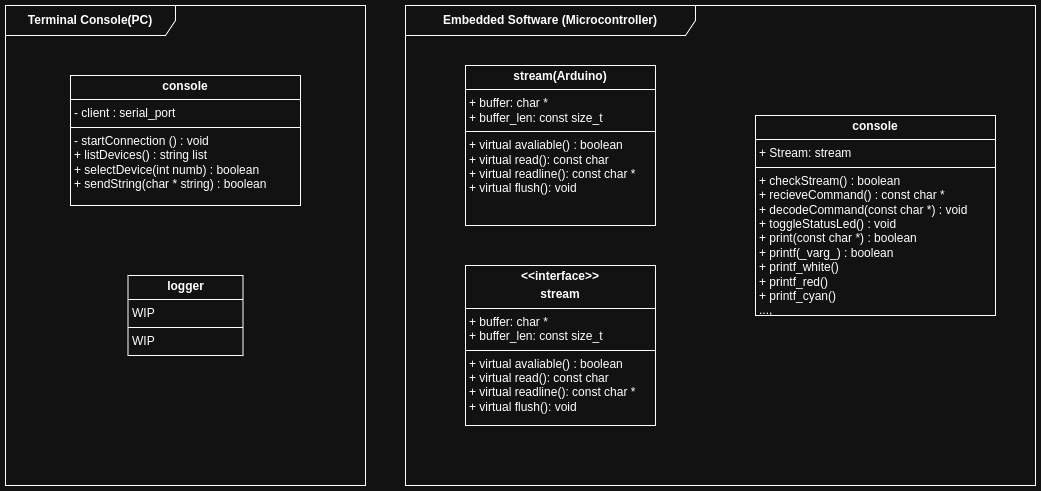 Terminal Console(PC)
console
- client : serial_port
- startConnection () : void
+ listDevices() : string list
+ selectDevice(int numb) : boolean
+ sendString(char * string) : boolean
logger
WIP
WIP
Embedded Software (Microcontroller)
stream(Arduino)
+ buffer: char *
+ buffer_len: const size_t
+ virtual avaliable() : boolean
+ virtual read(): const char
+ virtual readline(): const char *
+ virtual flush(): void
<<interface>>
stream
+ buffer: char *
+ buffer_len: const size_t
+ virtual avaliable() : boolean
+ virtual read(): const char
+ virtual readline(): const char *
+ virtual flush(): void
console
+ Stream: stream
+ checkStream() : boolean
+ recieveCommand() : const char *
+ decodeCommand(const char *) : void
+ toggleStatusLed() : void
+ print(const char *) : boolean
+ printf(_varg_) : boolean
+ printf_white()
+ printf_red()
+ printf_cyan()
....